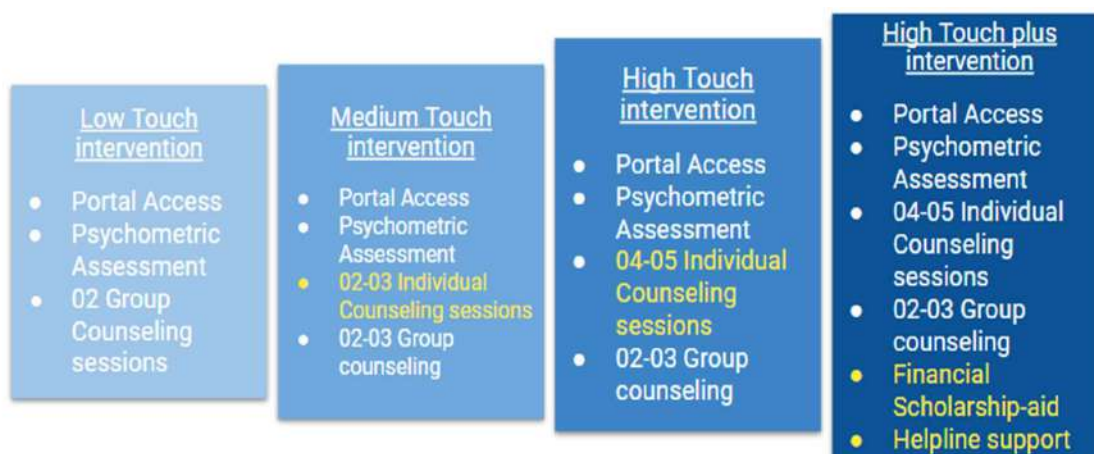 Low Touch
intervention
● Portal Access
● Psychometric
Assessment
● 02 Group
Counseling
sessions
Medium Touch
intervention
● Portal Access
● Psychometric
Assessment
● 02-03 Individual
Counseling sessions
● 02-03 Group
counseling
High Touch
intervention
● Portal Access
● Psychometric
Assessment
● 04-05 Individual
Counseling
sessions
● 02-03 Group
counseling
High Touch plus
intervention
● Portal Access
● Psychometric
Assessment
● 04-05 Individual
Counseling
sessions
● 02-03 Group
counseling
● Financial
Scholarship-aid
● Helpline support